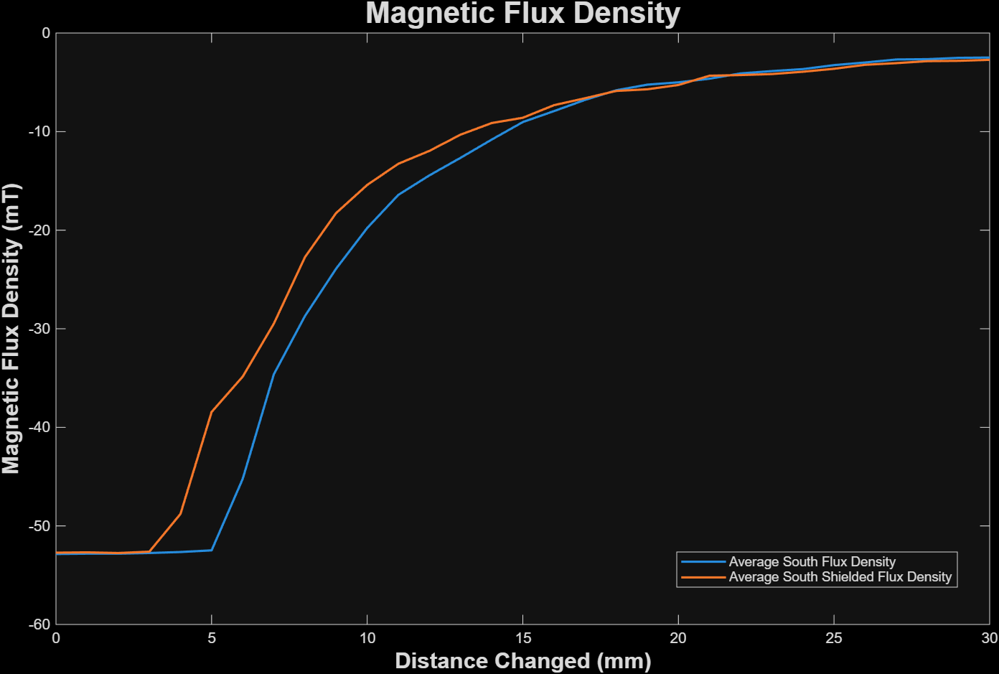 Magnetic Flux Density
Magnetic Flux Density (mT)
0
-10
-20
-30
-40
-50
-60
Average South Flux Density
Average South Shielded Flux Density
0 5 10 15 20 25 30
Distance Changed (mm)